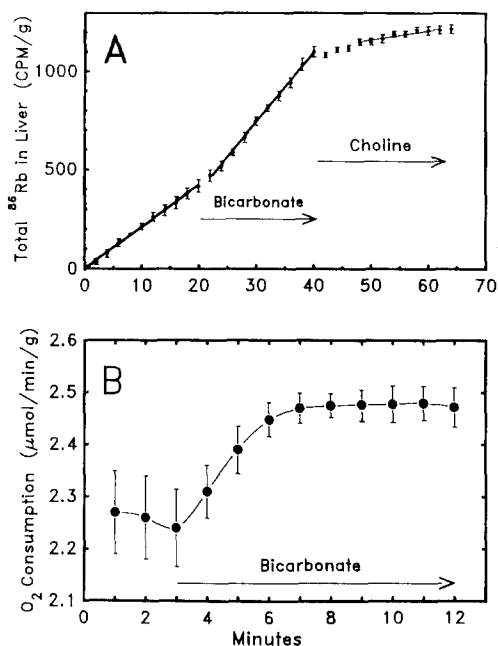 A
Total ⁸⁶Rb in Liver (CPM/g)
1000
500
0
Choline
Bicarbonate
0 10 20 30 40 50 60 70
B
O₂ Consumption (μmol/min/g)
2.6
2.5
2.4
2.3
2.2
2.1
Bicarbonate
0 2 4 6 8 10 12
Minutes